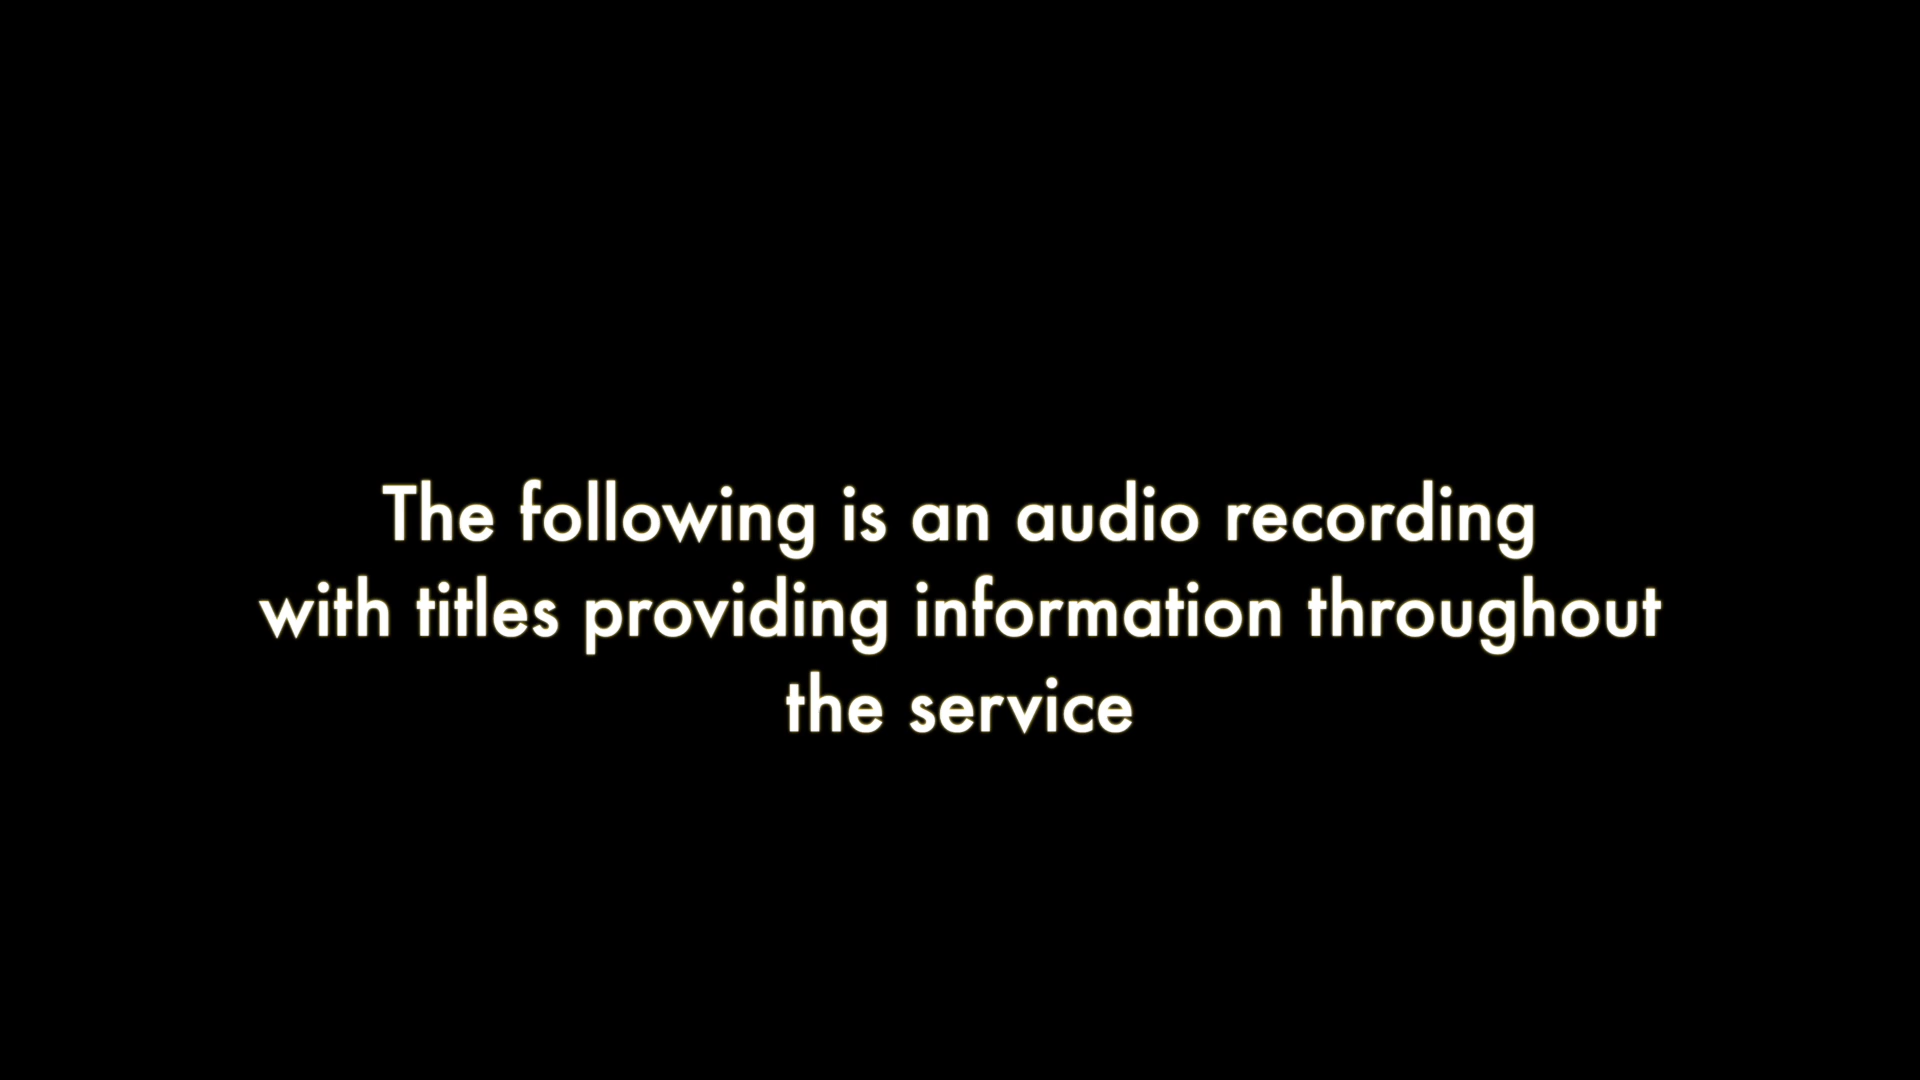 The following is an audio recording
with titles providing information throughout
the service